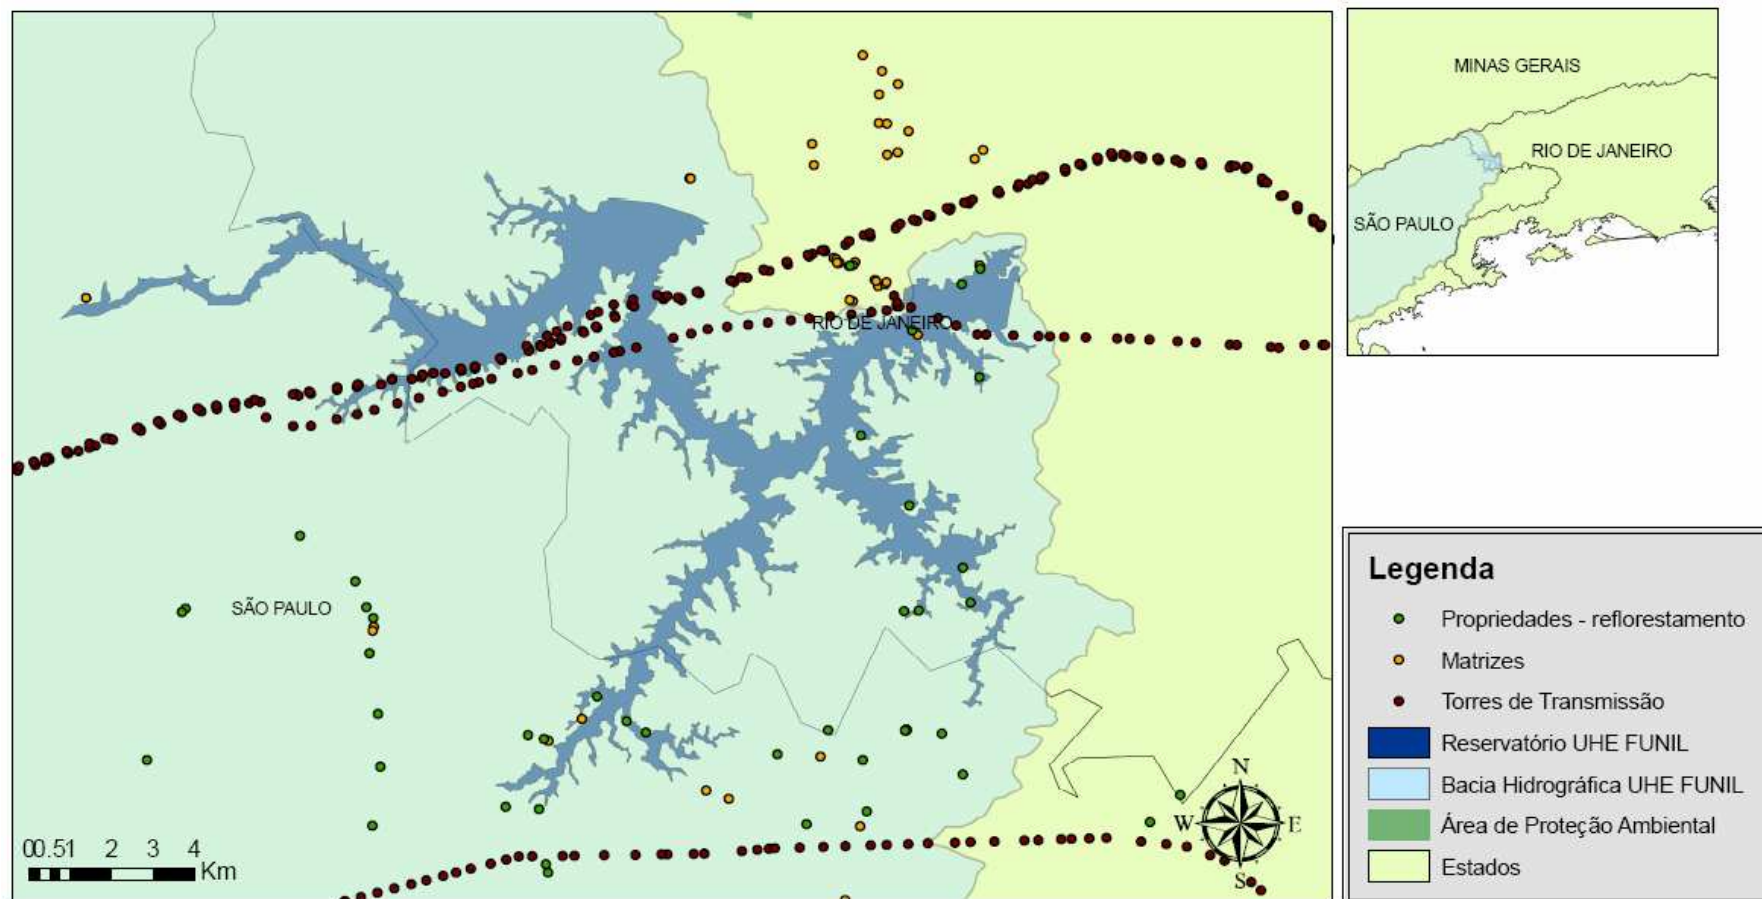 RIO DE JANEIRO
SÃO PAULO
00.51 2 3 4
Km
N
W E
S
MINAS GERAIS
RIO DE JANEIRO
SÃO PAULO
Legenda
Propriedades - reflorestamento
Matrizes
Torres de Transmissão
Reservatório UHE FUNIL
Bacia Hidrográfica UHE FUNIL
Área de Proteção Ambiental
Estados